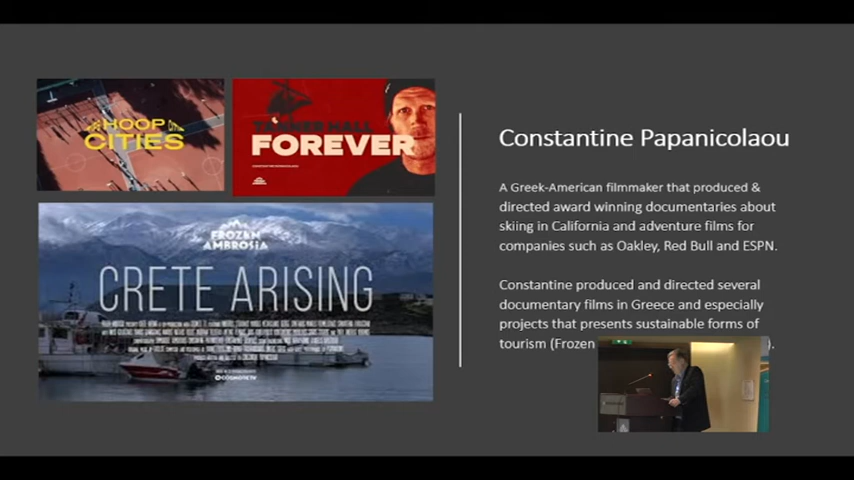 HOOP
CITIES
TANNER HALL
FOREVER
FROZEN
AMBROSIA
CRETE ARISING
COSMOTE TV
Constantine Papanicolaou
A Greek-American filmmaker that produced &
directed award winning documentaries about
skiing in California and adventure films for
companies such as Oakley, Red Bull and ESPN.
Constantine produced and directed several
documentary films in Greece and especially
projects that presents sustainable forms of
tourism (Frozen
).